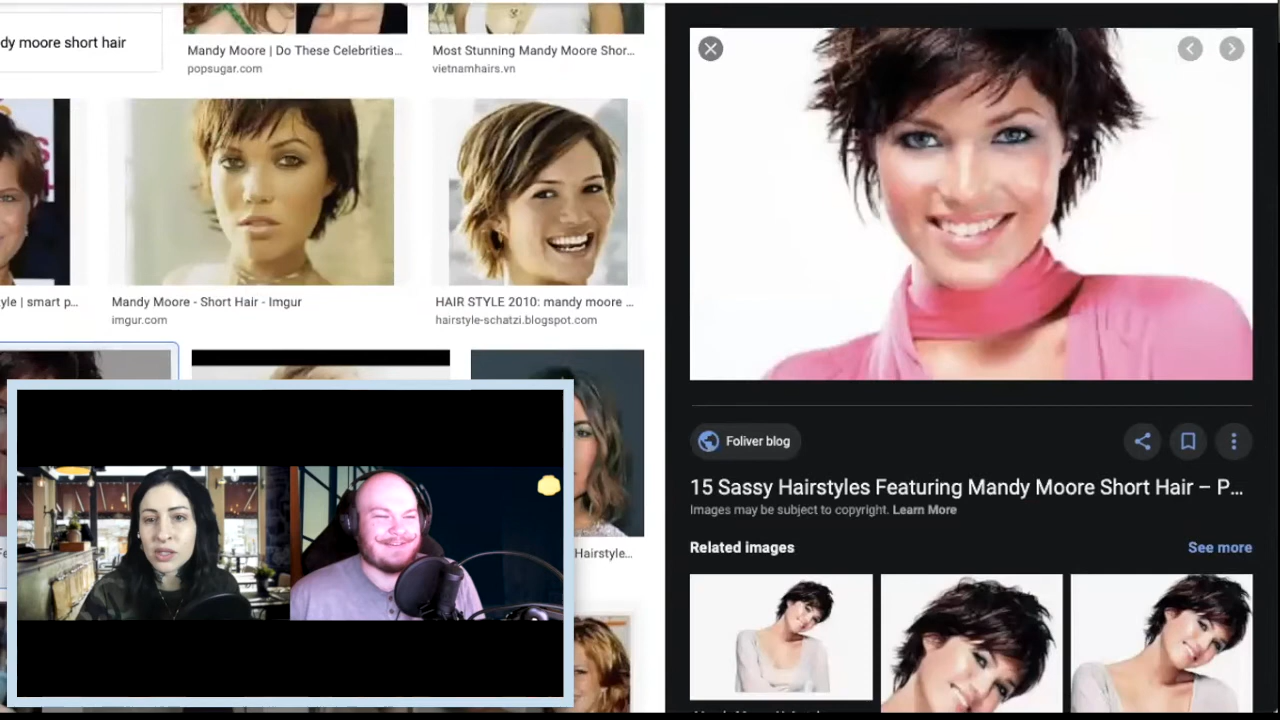 dy moore short hair
Mandy Moore | Do These Celebrities...
popsugar.com
Most Stunning Mandy Moore Shor...
vietnamhairs.vn
yle | smart p...
Mandy Moore - Short Hair - Imgur
imgur.com
HAIR STYLE 2010: mandy moore ...
hairstyle-schatzi.blogspot.com
Hairstyle...
Foliver blog
15 Sassy Hairstyles Featuring Mandy Moore Short Hair – P...
Images may be subject to copyright. Learn More
Related images
See more